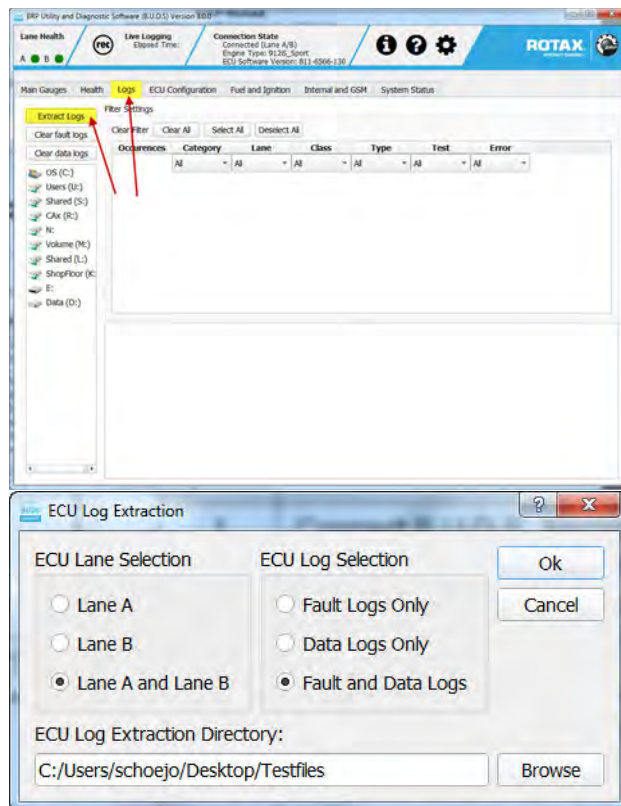 BRP Utility and Diagnostic Software (B.U.D.S) Version 3.0.0
Lane Health
A B
rec
Live Logging
Elapsed Time:
Connection State
Connected (Lane A/B)
Engine Type: 912iS_Sport
ECU Software Version: 811-6566-130
ROTAX
Main Gauges Health Logs ECU Configuration Fuel and Ignition Internal and GSM System Status
Extract Logs
Clear fault logs
Clear data logs
Filter Settings
Clear Filter Clear All Select All Deselect All
Occurences Category Lane Class Type Test Error
All All All All All All
OS (C:)
Users (U:)
Shared (S:)
CAx (R:)
N:
Volume (M:)
Shared (L:)
ShopFloor (K:
E:
Data (D:)
ECU Log Extraction
ECU Lane Selection
Lane A
Lane B
Lane A and Lane B
ECU Log Selection
Fault Logs Only
Data Logs Only
Fault and Data Logs
Ok
Cancel
ECU Log Extraction Directory:
C:/Users/schoejo/Desktop/Testfiles
Browse